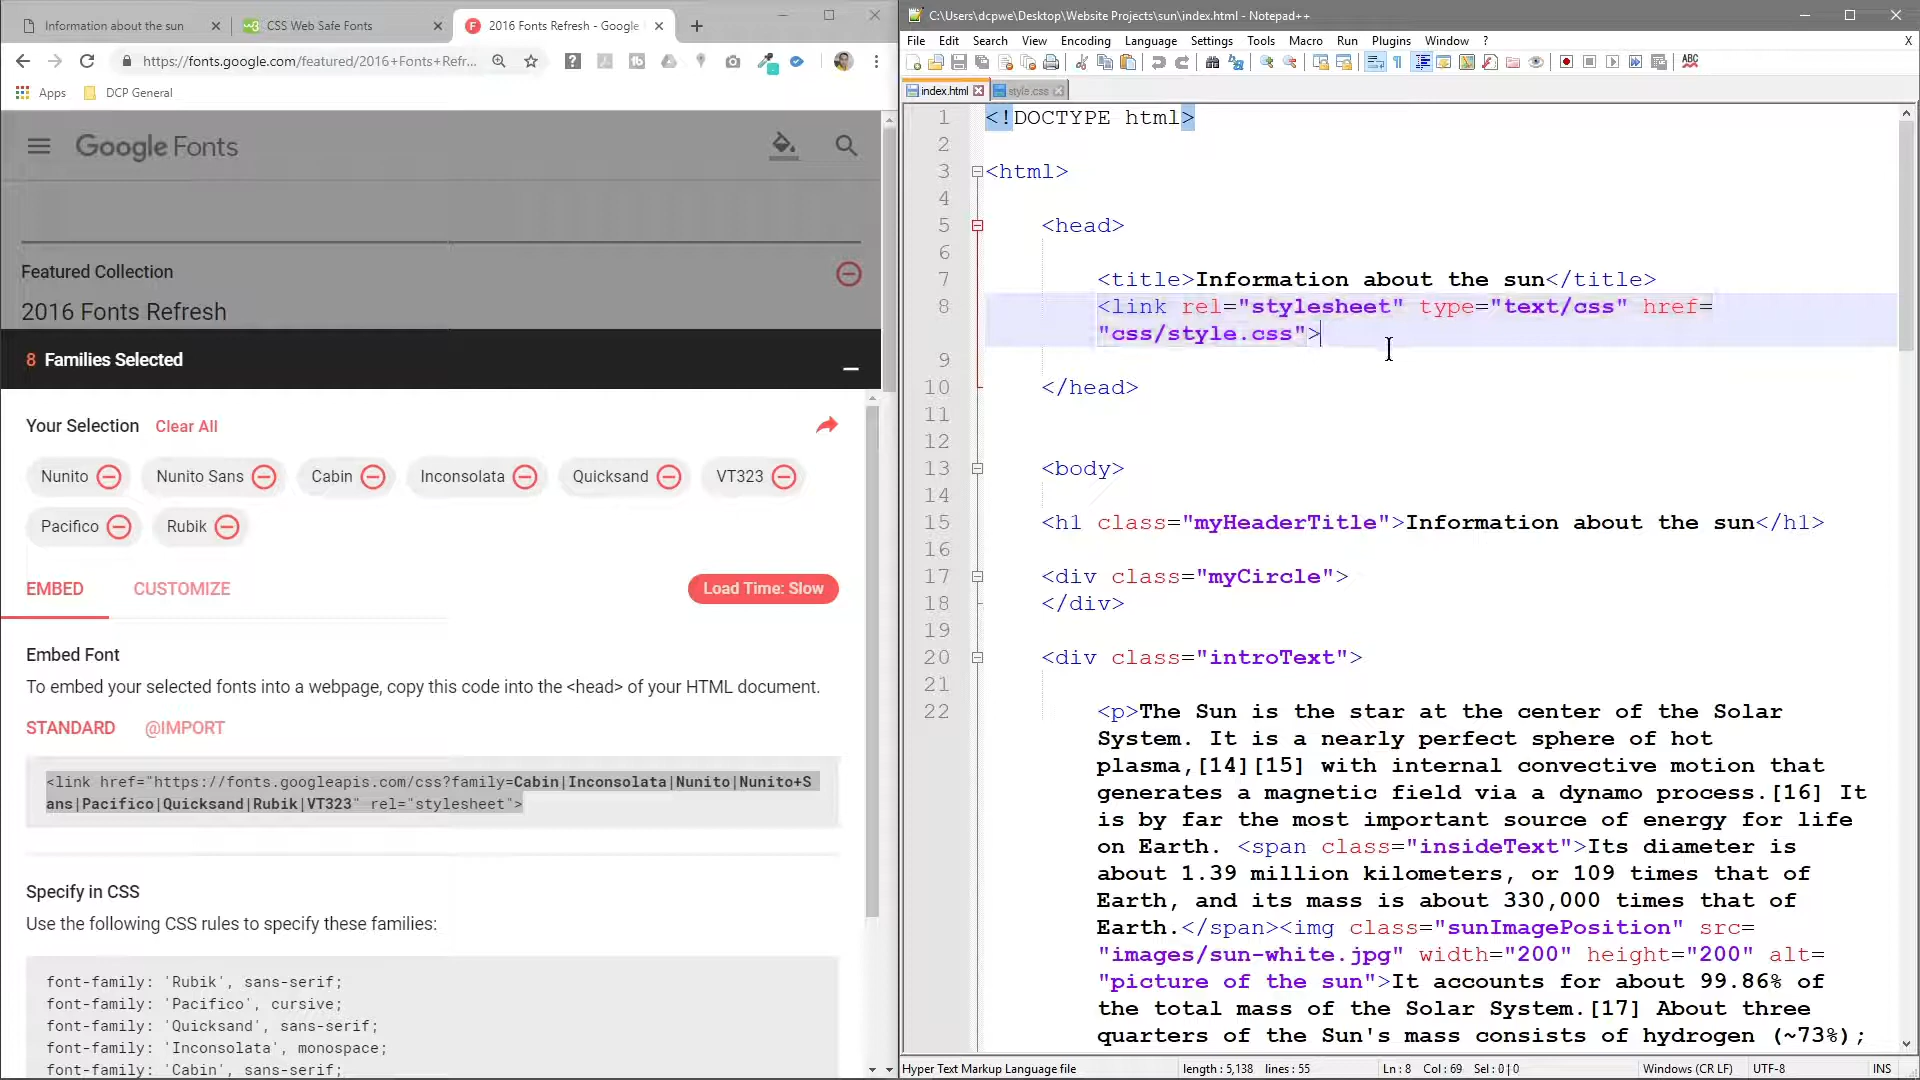 Information about the sun
CSS Web Safe Fonts
2016 Fonts Refresh - Google
https://fonts.google.com/featured/2016+Fonts+Refr...
Apps
DCP General
Google Fonts
Featured Collection
2016 Fonts Refresh
8 Families Selected
Your Selection Clear All
Nunito Nunito Sans Cabin Inconsolata Quicksand VT323
Pacifico Rubik
EMBED CUSTOMIZE Load Time: Slow
Embed Font
To embed your selected fonts into a webpage, copy this code into the <head> of your HTML document.
STANDARD @IMPORT
<link href="https://fonts.googleapis.com/css?family=Cabin|Inconsolata|Nunito|Nunito+S
ans|Pacifico|Quicksand|Rubik|VT323" rel="stylesheet">
Specify in CSS
Use the following CSS rules to specify these families:
font-family: 'Rubik', sans-serif;
font-family: 'Pacifico', cursive;
font-family: 'Quicksand', sans-serif;
font-family: 'Inconsolata', monospace;
font-family: 'Cabin', sans-serif;
C:\Users\dcpwe\Desktop\Website Projects\sun\index.html - Notepad++
File Edit Search View Encoding Language Settings Tools Macro Run Plugins Window ? X
ABC
index.html style.css
1 <!DOCTYPE html>
2
3 <html>
4
5 <head>
6
7 <title>Information about the sun</title>
8 <link rel="stylesheet" type="text/css" href=
"css/style.css">
9
10 </head>
11
12
13 <body>
14
15 <h1 class="myHeaderTitle">Information about the sun</h1>
16
17 <div class="myCircle">
18 </div>
19
20 <div class="introText">
21
22 <p>The Sun is the star at the center of the Solar
System. It is a nearly perfect sphere of hot
plasma,[14][15] with internal convective motion that
generates a magnetic field via a dynamo process.[16] It
is by far the most important source of energy for life
on Earth. <span class="insideText">Its diameter is
about 1.39 million kilometers, or 109 times that of
Earth, and its mass is about 330,000 times that of
Earth.</span><img class="sunImagePosition" src=
"images/sun-white.jpg" width="200" height="200" alt=
"picture of the sun">It accounts for about 99.86% of
the total mass of the Solar System.[17] About three
quarters of the Sun's mass consists of hydrogen (~73%);
Hyper Text Markup Language file length : 5,138 lines : 55 Ln : 8 Col : 69 Sel : 0 | 0 Windows (CR LF) UTF-8 INS